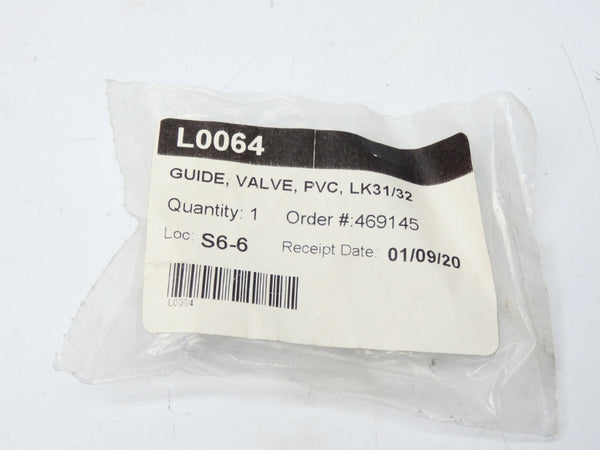 L0064
GUIDE, VALVE, PVC, LK31/32
Quantity: 1 Order #:469145
Loc: S6-6 Receipt Date: 01/09/20
L0064